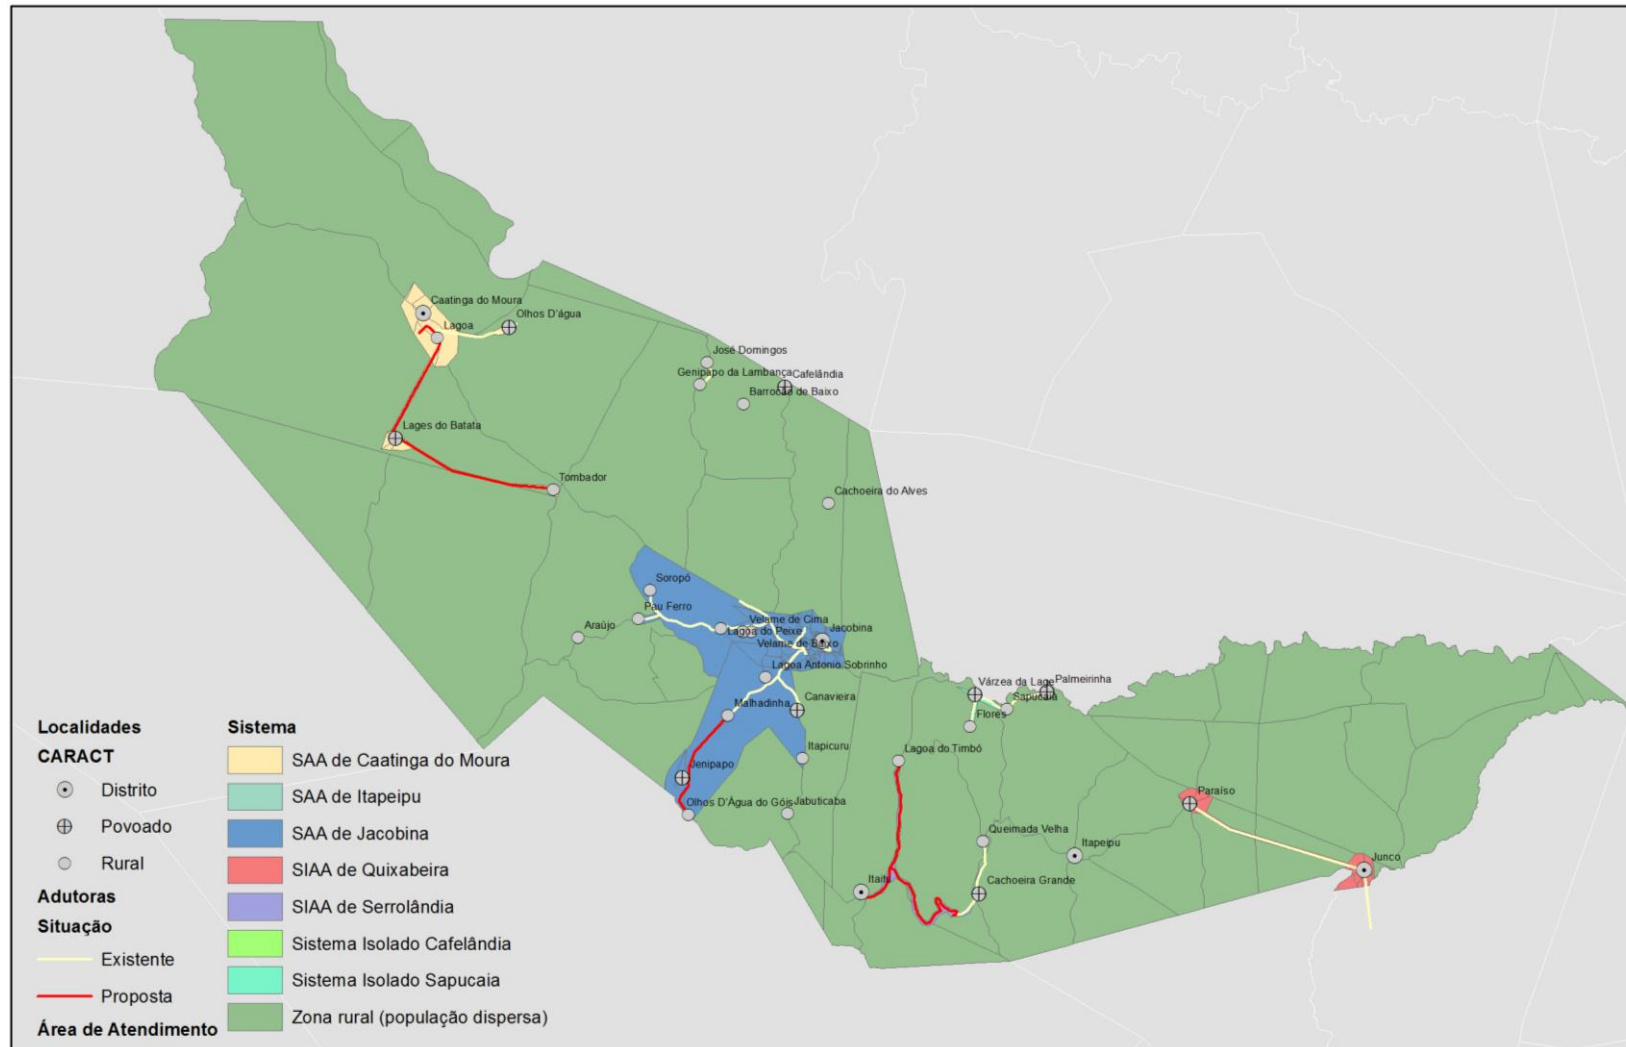 Caatinga do Moura
Olhos D'água
Lagoa
José Domingos
Genipapo da Lambança
Cafelândia
Barrocão de Baixo
Lages do Batata
Tombador
Cachoeira do Alves
Soropó
Pau Ferro
Araújo
Velame de Cima
Lagoa do Peixe
Jacobina
Velame de Baixo
Lagoa Antonio Sobrinho
Várzea da Lage
Palmeirinha
Sapucaia
Malhadinha
Canavieira
Flores
Itapicuru
Lagoa do Timbó
Jenipapo
Olhos D'Água do Góis
Jabuticaba
Paraíso
Queimada Velha
Itapeipu
Junco
Itaitu
Cachoeira Grande
Localidades
CARACT
Distrito
Povoado
Rural
Adutoras
Situação
Existente
Proposta
Área de Atendimento
Sistema
SAA de Caatinga do Moura
SAA de Itapeipu
SAA de Jacobina
SIAA de Quixabeira
SIAA de Serrolândia
Sistema Isolado Cafelândia
Sistema Isolado Sapucaia
Zona rural (população dispersa)